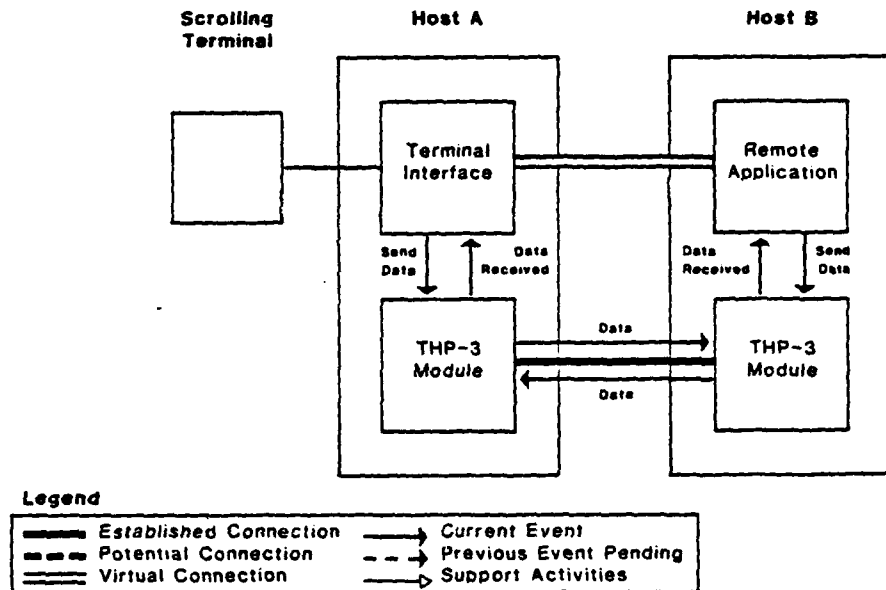 Scrolling
Terminal
Host A
Host B
Terminal
Interface
Remote
Application
Send
Data
Data
Received
Data
Received
Send
Data
THP-3
Module
Data
Data
THP-3
Module
Legend
Established Connection
Current Event
Potential Connection
Previous Event Pending
Virtual Connection
Support Activities